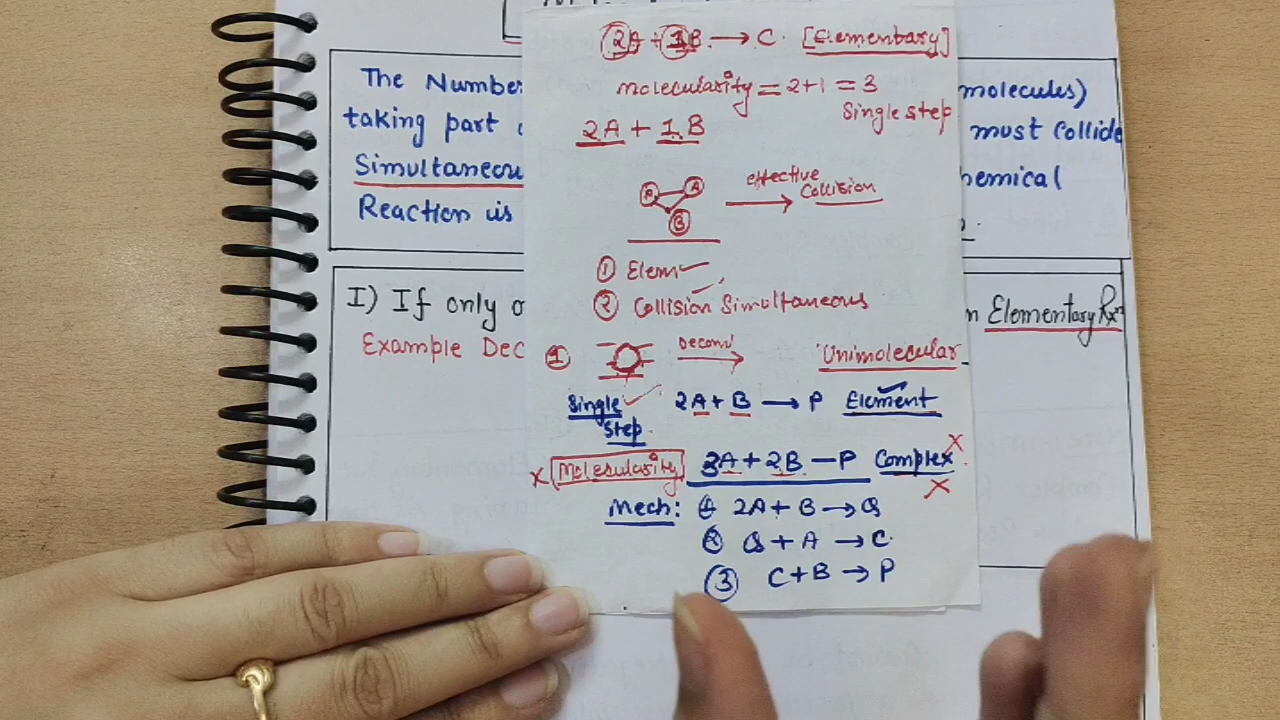 2A + 1B → C. [Elementary]
The Number
molecularity = 2+1 = 3
molecules)
Single step
taking part
2A + 1B
must Collide
Simultaneou
A A B
effective Collision
hemical
Reaction is
① Elem ✓
② Collision Simultaneous
I) If only o
n Elementary Rxn
Example Dec
① Decom → Unimolecular
Single Step ✓ 2A + B → P Element ✓
x Molecularity 3A + 2B – P Complex x
x
Mech: ① 2A + B → Q
② Q + A → C
③ C + B → P